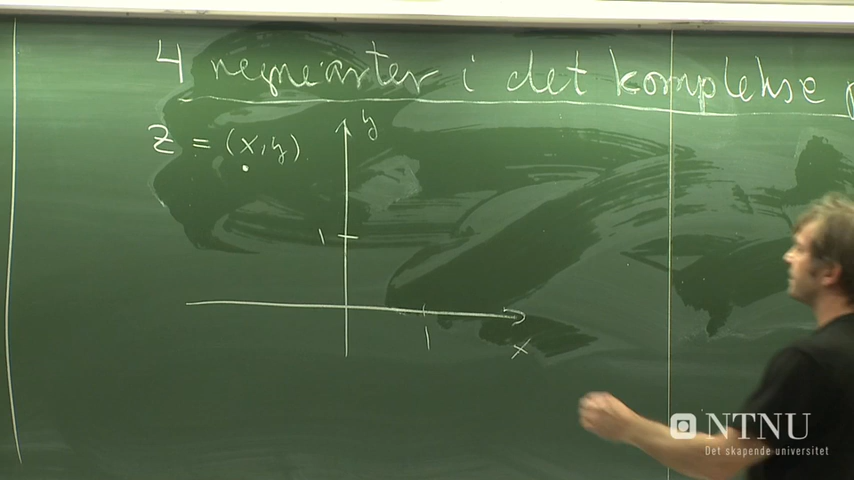 4 regnearter i det komplekse p
z = (x,y)
y
1
1
x
NTNU
Det skapende universitet